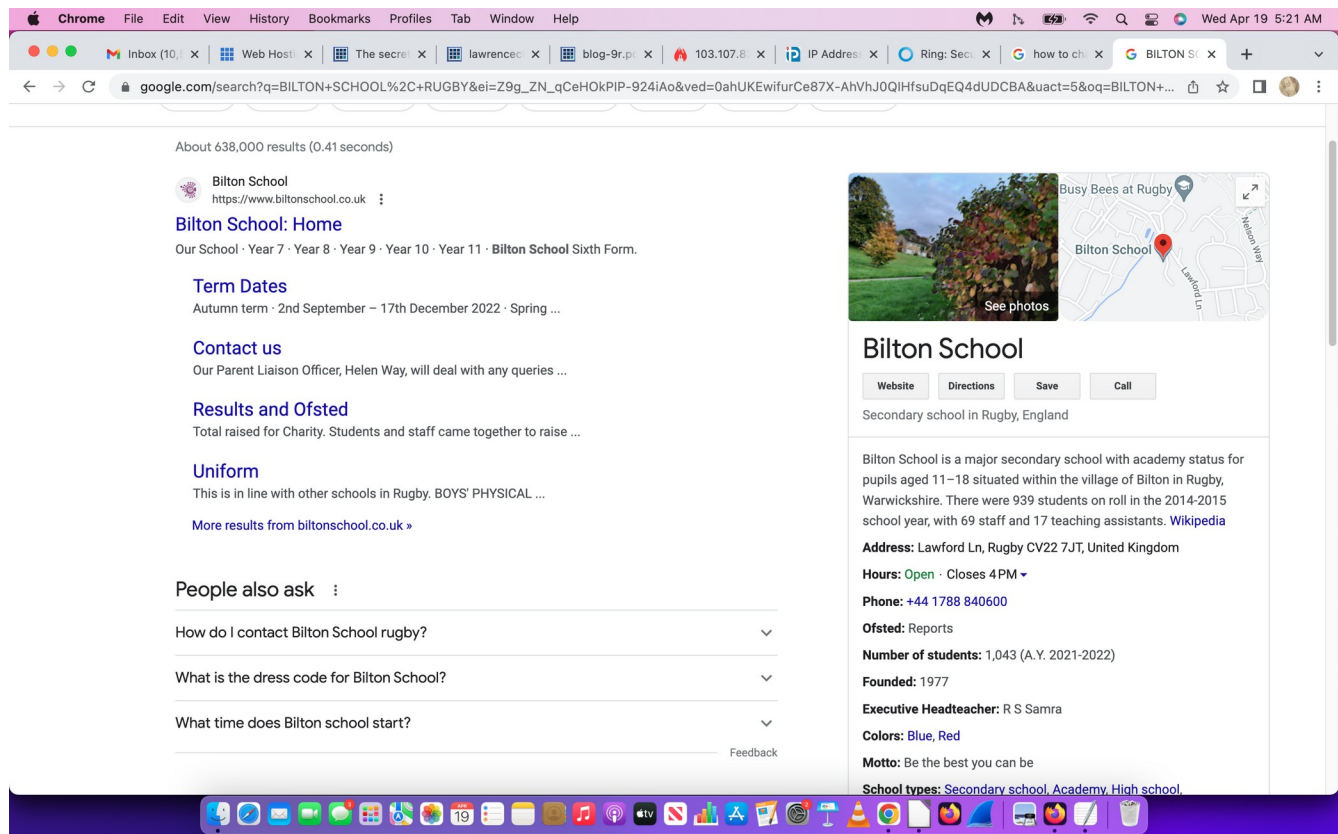 Chrome File Edit View History Bookmarks Profiles Tab Window Help Wed Apr 19 5:21 AM
Inbox (10, Web Hosti The secret lawrencec blog-9r.po 103.107.8 IP Address Ring: Secu how to ch BILTON SC
google.com/search?q=BILTON+SCHOOL%2C+RUGBY&ei=Z9g_ZN_qCeHOkPIP-924iAo&ved=0ahUKEwifurCe87X-AhVhJ0QIHfsuDqEQ4dUDCBA&uact=5&oq=BILTON+...
About 638,000 results (0.41 seconds)
Bilton School
https://www.biltonschool.co.uk
Bilton School: Home
Our School · Year 7 · Year 8 · Year 9 · Year 10 · Year 11 · Bilton School Sixth Form.
Term Dates
Autumn term · 2nd September – 17th December 2022 · Spring ...
Contact us
Our Parent Liaison Officer, Helen Way, will deal with any queries ...
Results and Ofsted
Total raised for Charity. Students and staff came together to raise ...
Uniform
This is in line with other schools in Rugby. BOYS' PHYSICAL ...
More results from biltonschool.co.uk »
People also ask
How do I contact Bilton School rugby?
What is the dress code for Bilton School?
What time does Bilton school start?
Feedback
See photos
Busy Bees at Rugby
Bilton School
Nelson Way
Lawford Ln
Bilton School
Website Directions Save Call
Secondary school in Rugby, England
Bilton School is a major secondary school with academy status for
pupils aged 11–18 situated within the village of Bilton in Rugby,
Warwickshire. There were 939 students on roll in the 2014-2015
school year, with 69 staff and 17 teaching assistants. Wikipedia
Address: Lawford Ln, Rugby CV22 7JT, United Kingdom
Hours: Open · Closes 4 PM
Phone: +44 1788 840600
Ofsted: Reports
Number of students: 1,043 (A.Y. 2021-2022)
Founded: 1977
Executive Headteacher: R S Samra
Colors: Blue, Red
Motto: Be the best you can be
School types: Secondary school, Academy, High school,
APR
19
tv